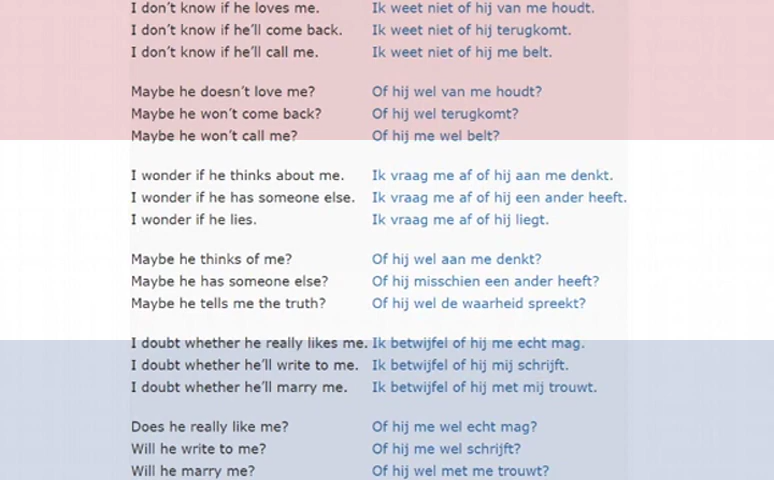 I don't know if he loves me. Ik weet niet of hij van me houdt.
I don't know if he'll come back. Ik weet niet of hij terugkomt.
I don't know if he'll call me. Ik weet niet of hij me belt.
Maybe he doesn't love me? Of hij wel van me houdt?
Maybe he won't come back? Of hij wel terugkomt?
Maybe he won't call me? Of hij me wel belt?
I wonder if he thinks about me. Ik vraag me af of hij aan me denkt.
I wonder if he has someone else. Ik vraag me af of hij een ander heeft.
I wonder if he lies. Ik vraag me af of hij liegt.
Maybe he thinks of me? Of hij wel aan me denkt?
Maybe he has someone else? Of hij misschien een ander heeft?
Maybe he tells me the truth? Of hij wel de waarheid spreekt?
I doubt whether he really likes me. Ik betwijfel of hij me echt mag.
I doubt whether he'll write to me. Ik betwijfel of hij mij schrijft.
I doubt whether he'll marry me. Ik betwijfel of hij met mij trouwt.
Does he really like me? Of hij me wel echt mag?
Will he write to me? Of hij me wel schrijft?
Will he marry me? Of hij wel met me trouwt?